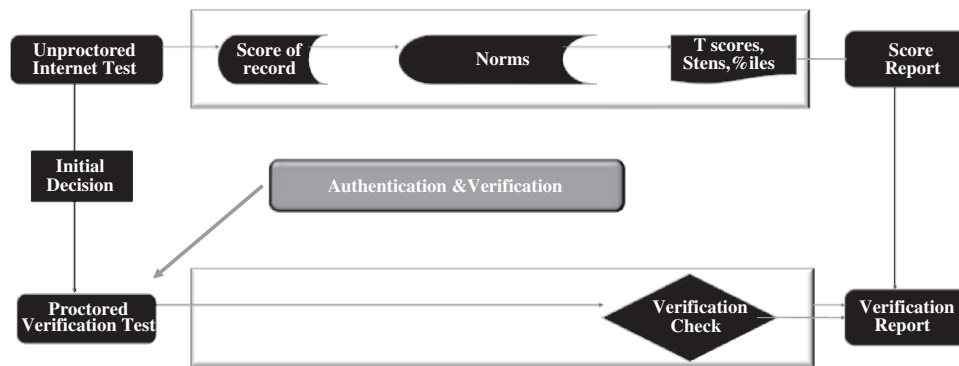 Unproctored
Internet Test
Score of
record
Norms
T scores,
Stens,%iles
Score
Report
Initial
Decision
Authentication &Verification
Proctored
Verification Test
Verification
Check
Verification
Report